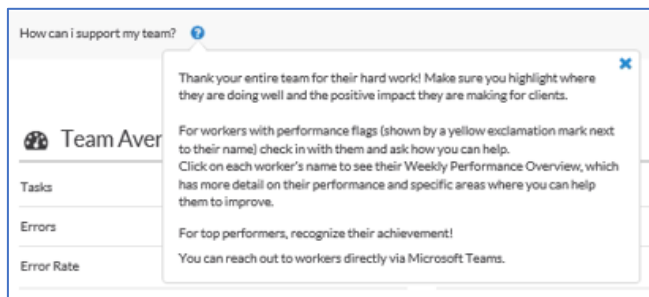 How can i support my team?
Thank your entire team for their hard work! Make sure you highlight where
they are doing well and the positive impact they are making for clients.
For workers with performance flags (shown by a yellow exclamation mark next
to their name) check in with them and ask how you can help.
Click on each worker's name to see their Weekly Performance Overview, which
has more detail on their performance and specific areas where you can help
them to improve.
For top performers, recognize their achievement!
You can reach out to workers directly via Microsoft Teams.
Team Aver
Tasks
Errors
Error Rate